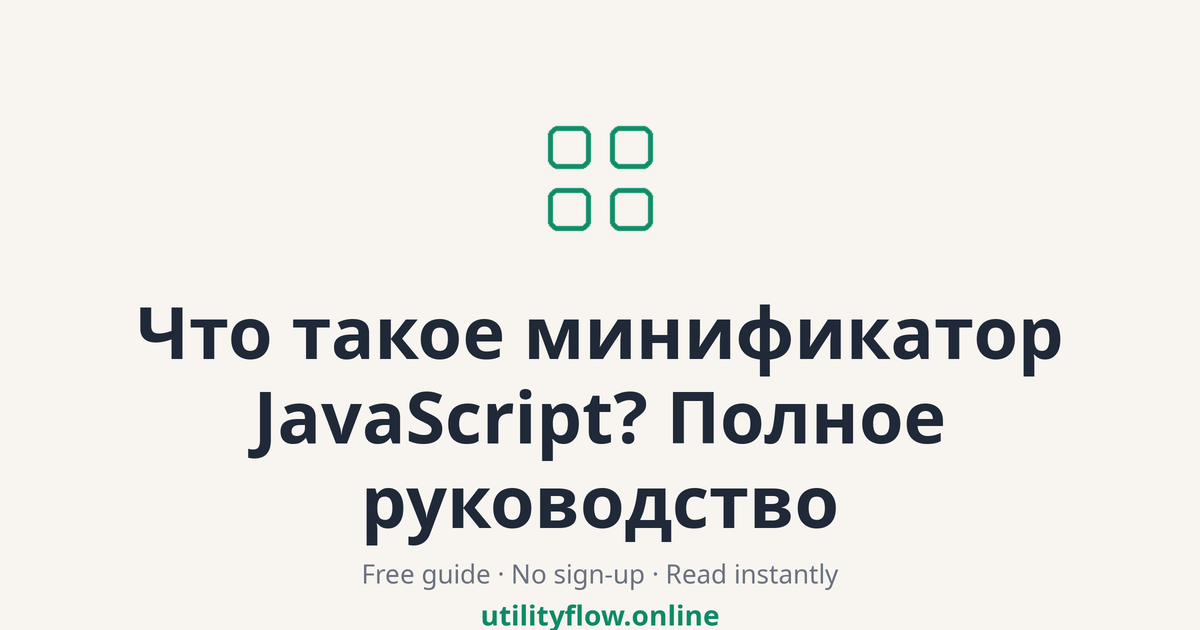 Что такое минификатор
JavaScript? Полное
руководство
Free guide · No sign-up · Read instantly
utilityflow.online